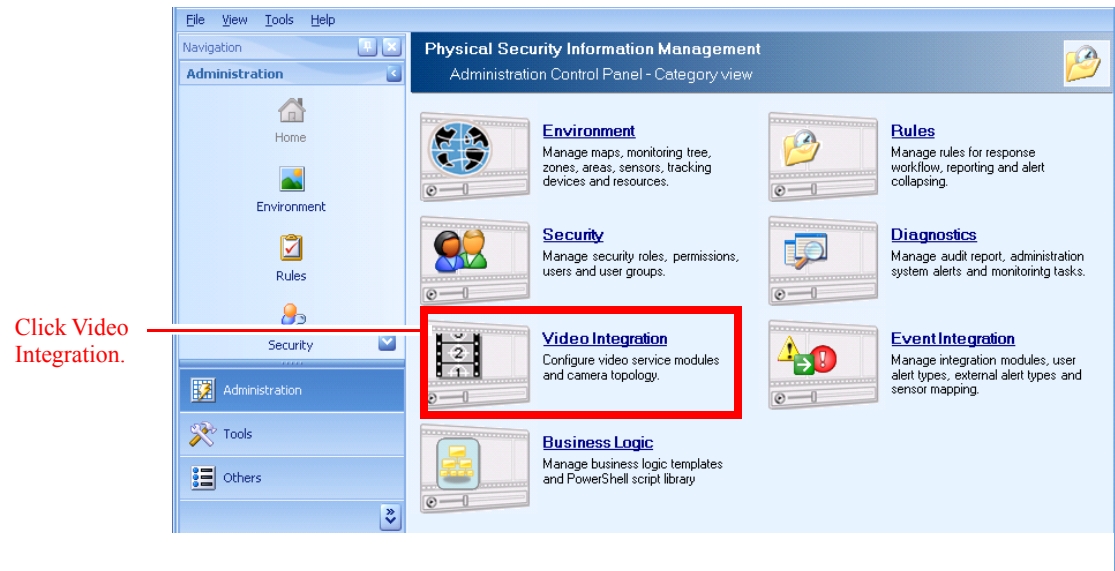 File View Tools Help
Navigation
Administration
Home
Environment
Rules
Security
Administration
Tools
Others
Click Video
Integration.
Physical Security Information Management
Administration Control Panel - Category view
Environment
Manage maps, monitoring tree,
zones, areas, sensors, tracking
devices and resources.
Rules
Manage rules for response
workflow, reporting and alert
collapsing.
Security
Manage security roles, permissions,
users and user groups.
Diagnostics
Manage audit report, administration
system alerts and monitorintg tasks.
Video Integration
Configure video service modules
and camera topology.
Event Integration
Manage integration modules, user
alert types, external alert types and
sensor mapping.
Business Logic
Manage business logic templates
and PowerShell script library